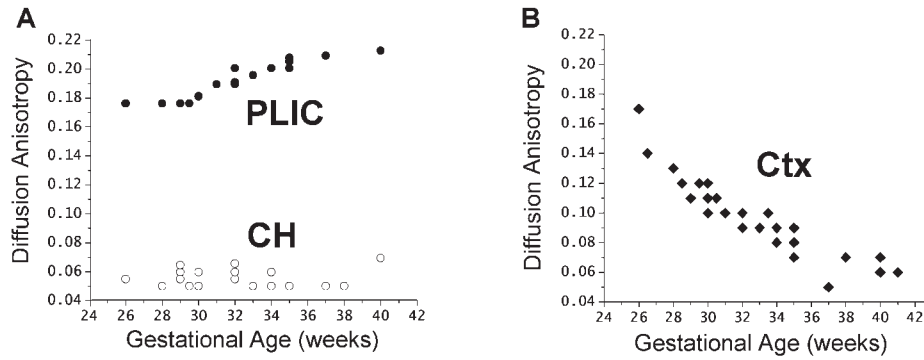 A
0.22
0.20
0.18
0.16
0.14
0.12
0.10
0.08
0.06
0.04
Diffusion Anisotropy
PLIC
CH
24 26 28 30 32 34 36 38 40 42
Gestational Age (weeks)
B
0.22
0.20
0.18
0.16
0.14
0.12
0.10
0.08
0.06
0.04
Diffusion Anisotropy
Ctx
24 26 28 30 32 34 36 38 40 42
Gestational Age (weeks)